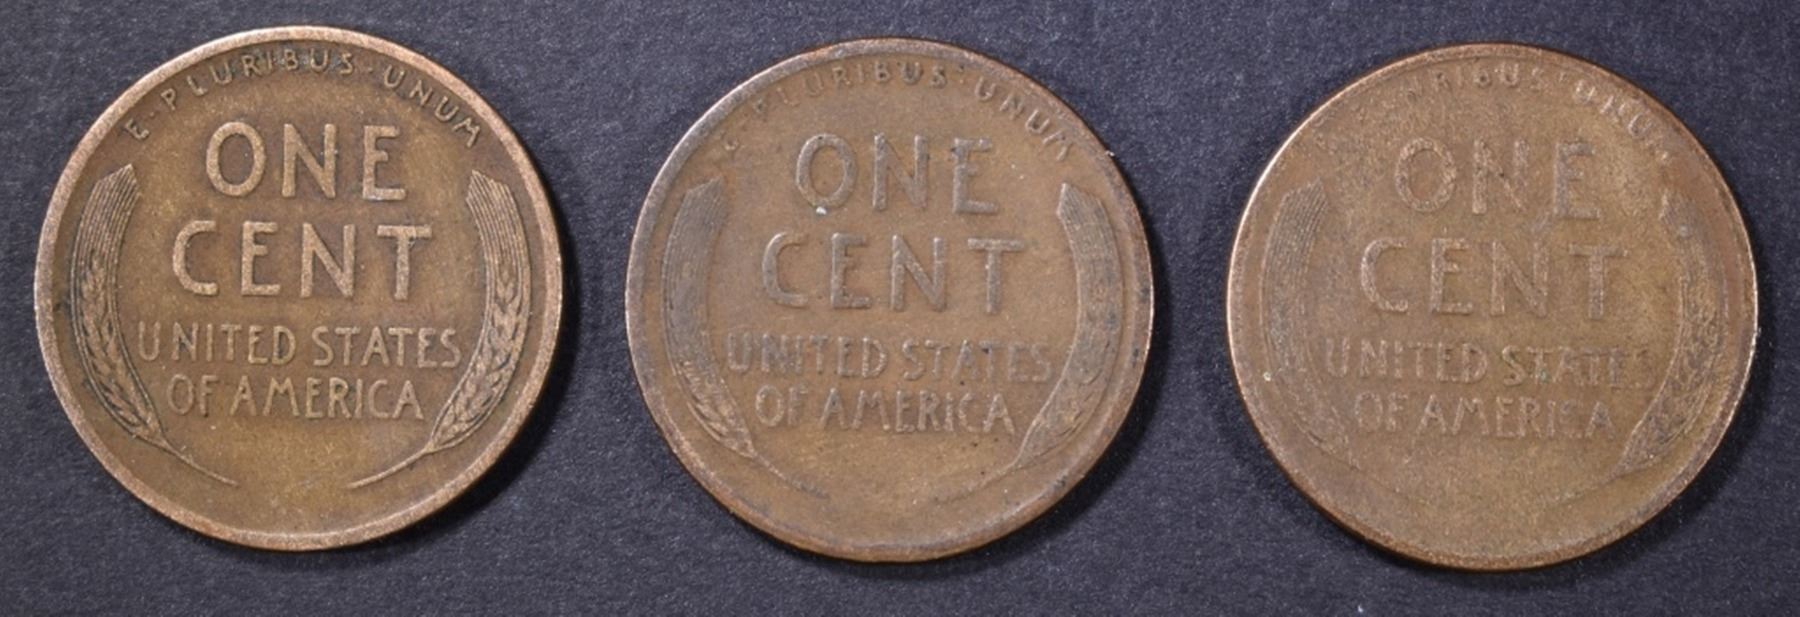 E·PLURIBUS·UNUM
ONE
CENT
UNITED STATES
OF AMERICA
PLURIBUS·UNUM
ONE
CENT
UNITED STATES
OF AMERICA
UNUM
ONE
CENT
UNITED STATES
OF AMERICA